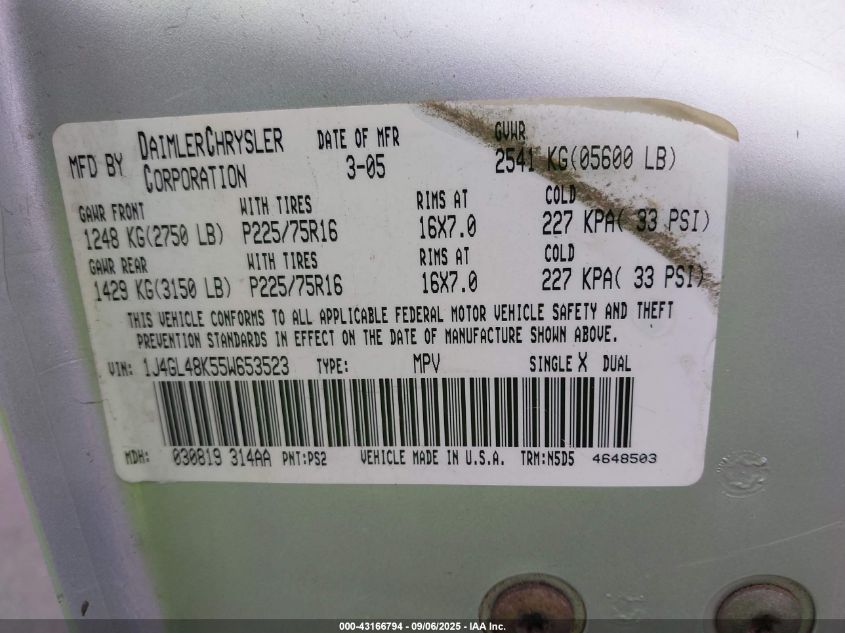 MFD BY DAIMLERCHRYSLER CORPORATION DATE OF MFR 3-05 GVWR 2541 KG(05600 LB)
GAWR FRONT WITH TIRES RIMS AT COLD
1248 KG(2750 LB) P225/75R16 16X7.0 227 KPA( 33 PSI)
GAWR REAR WITH TIRES RIMS AT COLD
1429 KG(3150 LB) P225/75R16 16X7.0 227 KPA( 33 PSI)
THIS VEHICLE CONFORMS TO ALL APPLICABLE FEDERAL MOTOR VEHICLE SAFETY AND THEFT
PREVENTION STANDARDS IN EFFECT ON THE DATE OF MANUFACTURE SHOWN ABOVE.
VIN: 1J4GL48K55W653523 TYPE: MPV SINGLE X DUAL
MDH: 030819 314AA PNT:PS2 VEHICLE MADE IN U.S.A. TRM:N5D5 4648503
000-43166794 - 09/06/2025 - IAA Inc.